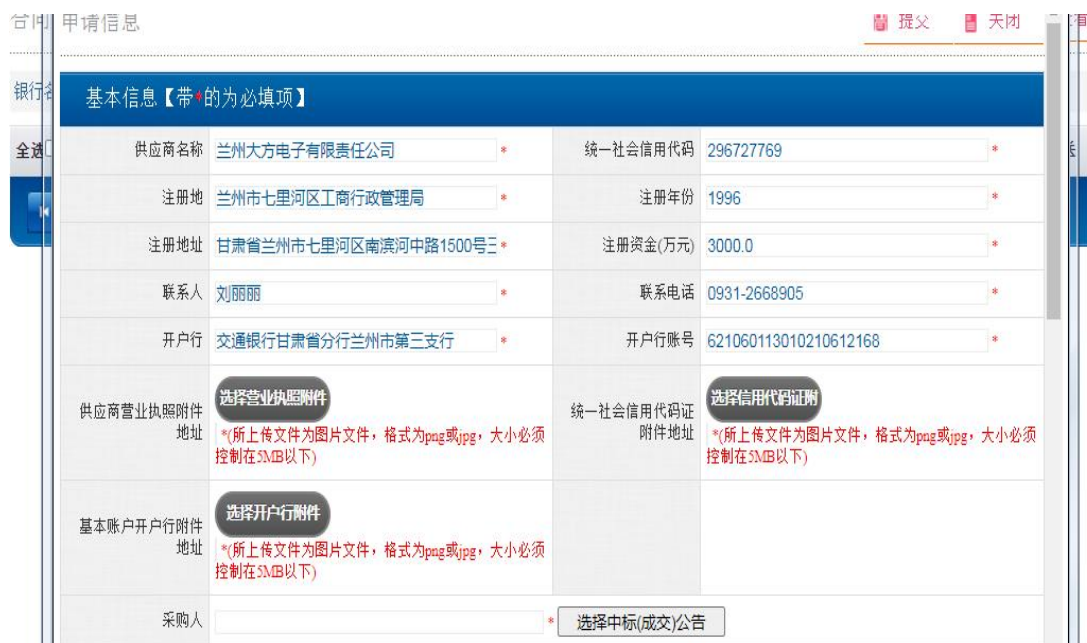 合同 申请信息 提交 关闭
银行名
基本信息【带*的为必填项】
全选
供应商名称 兰州大方电子有限责任公司 * 统一社会信用代码 296727769 *
注册地 兰州市七里河区工商行政管理局 * 注册年份 1996 *
注册地址 甘肃省兰州市七里河区南滨河中路1500号三 * 注册资金(万元) 3000.0 *
联系人 刘丽丽 * 联系电话 0931-2668905 *
开户行 交通银行甘肃省分行兰州市第三支行 * 开户行账号 621060113010210612168 *
供应商营业执照附件
地址
选择营业执照附件
*(所上传文件为图片文件，格式为png或jpg，大小必须
控制在5MB以下)
统一社会信用代码证
附件地址
选择信用代码证附
*(所上传文件为图片文件，格式为png或jpg，大小必须
控制在5MB以下)
基本账户开户行附件
地址
选择开户行附件
*(所上传文件为图片文件，格式为png或jpg，大小必须
控制在5MB以下)
采购人 * 选择中标(成交)公告